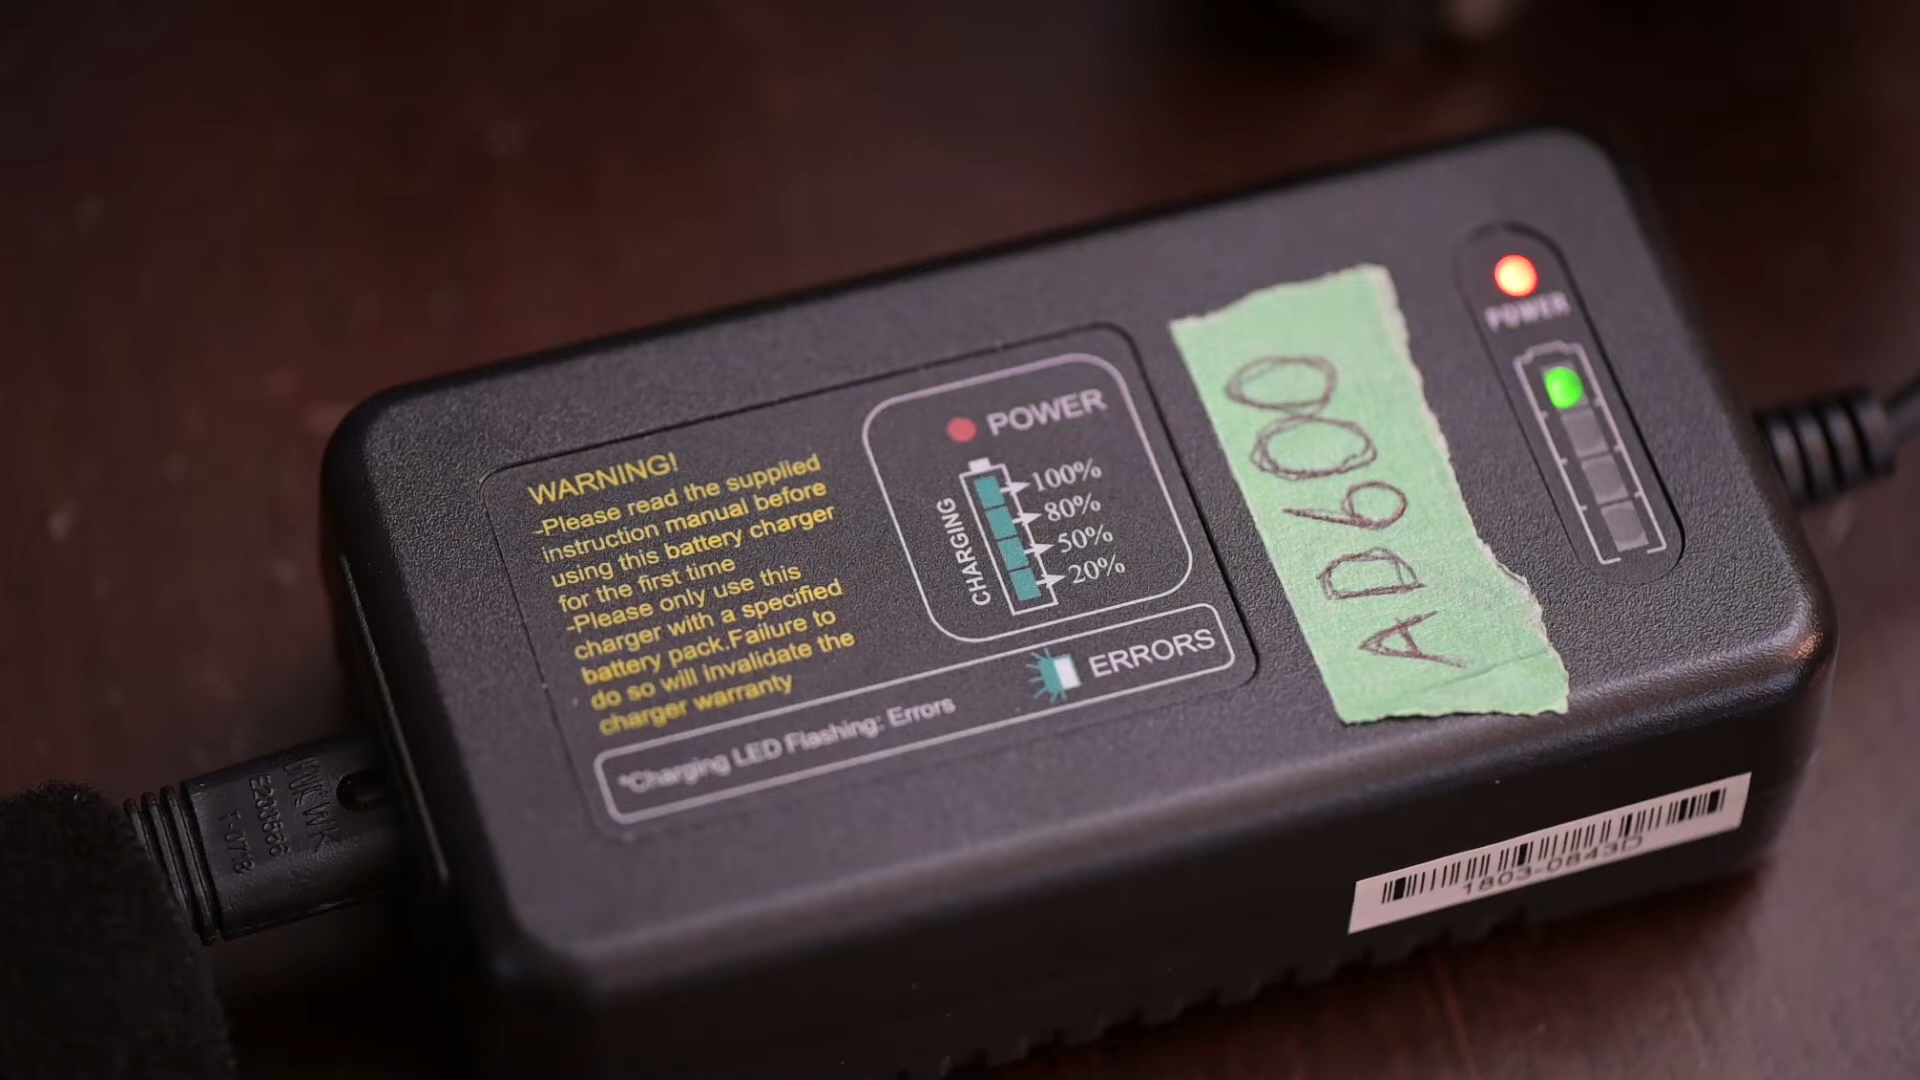 WARNING!
-Please read the supplied
instruction manual before
using this battery charger
for the first time
-Please only use this
charger with a specified
battery pack.Failure to
do so will invalidate the
charger warranty
POWER
CHARGING
100%
80%
50%
20%
*Charging LED Flashing: Errors
ERRORS
AD600
POWER
1803-0843D
E208866